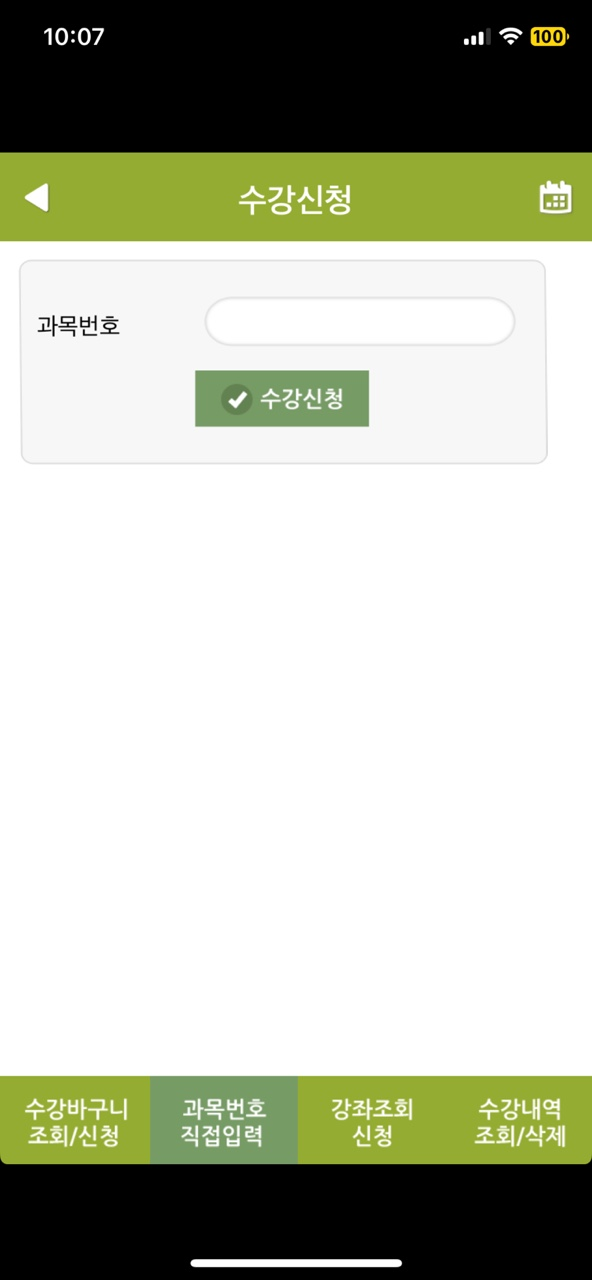 10:07
100
수강신청
과목번호
수강신청
수강바구니
조회/신청
과목번호
직접입력
강좌조회
신청
수강내역
조회/삭제